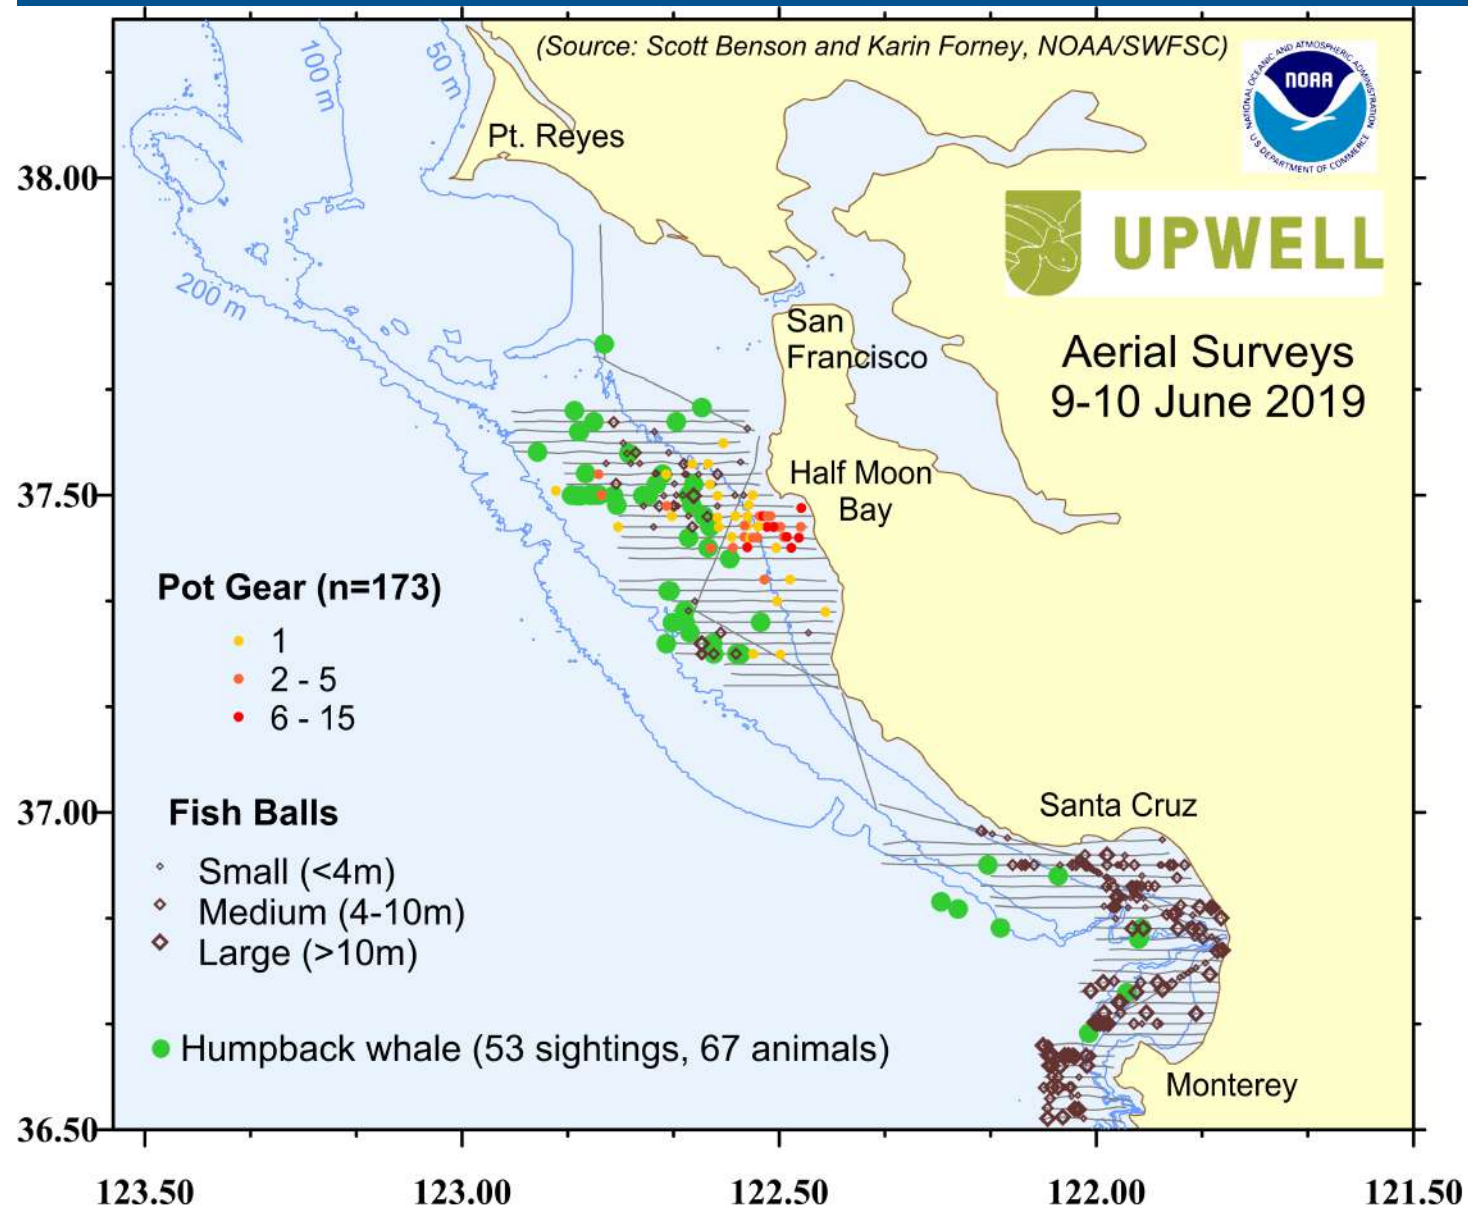 (Source: Scott Benson and Karin Forney, NOAA/SWFSC)
NATIONAL OCEANIC AND ATMOSPHERIC ADMINISTRATION
NOAA
U.S. DEPARTMENT OF COMMERCE
100 m
50 m
Pt. Reyes
38.00
UPWELL
200 m
San
Francisco
Aerial Surveys
9-10 June 2019
37.50
Half Moon
Bay
Pot Gear (n=173)
1
2 - 5
6 - 15
37.00
Santa Cruz
Fish Balls
Small (<4m)
Medium (4-10m)
Large (>10m)
Humpback whale (53 sightings, 67 animals)
Monterey
36.50
123.50
123.00
122.50
122.00
121.50